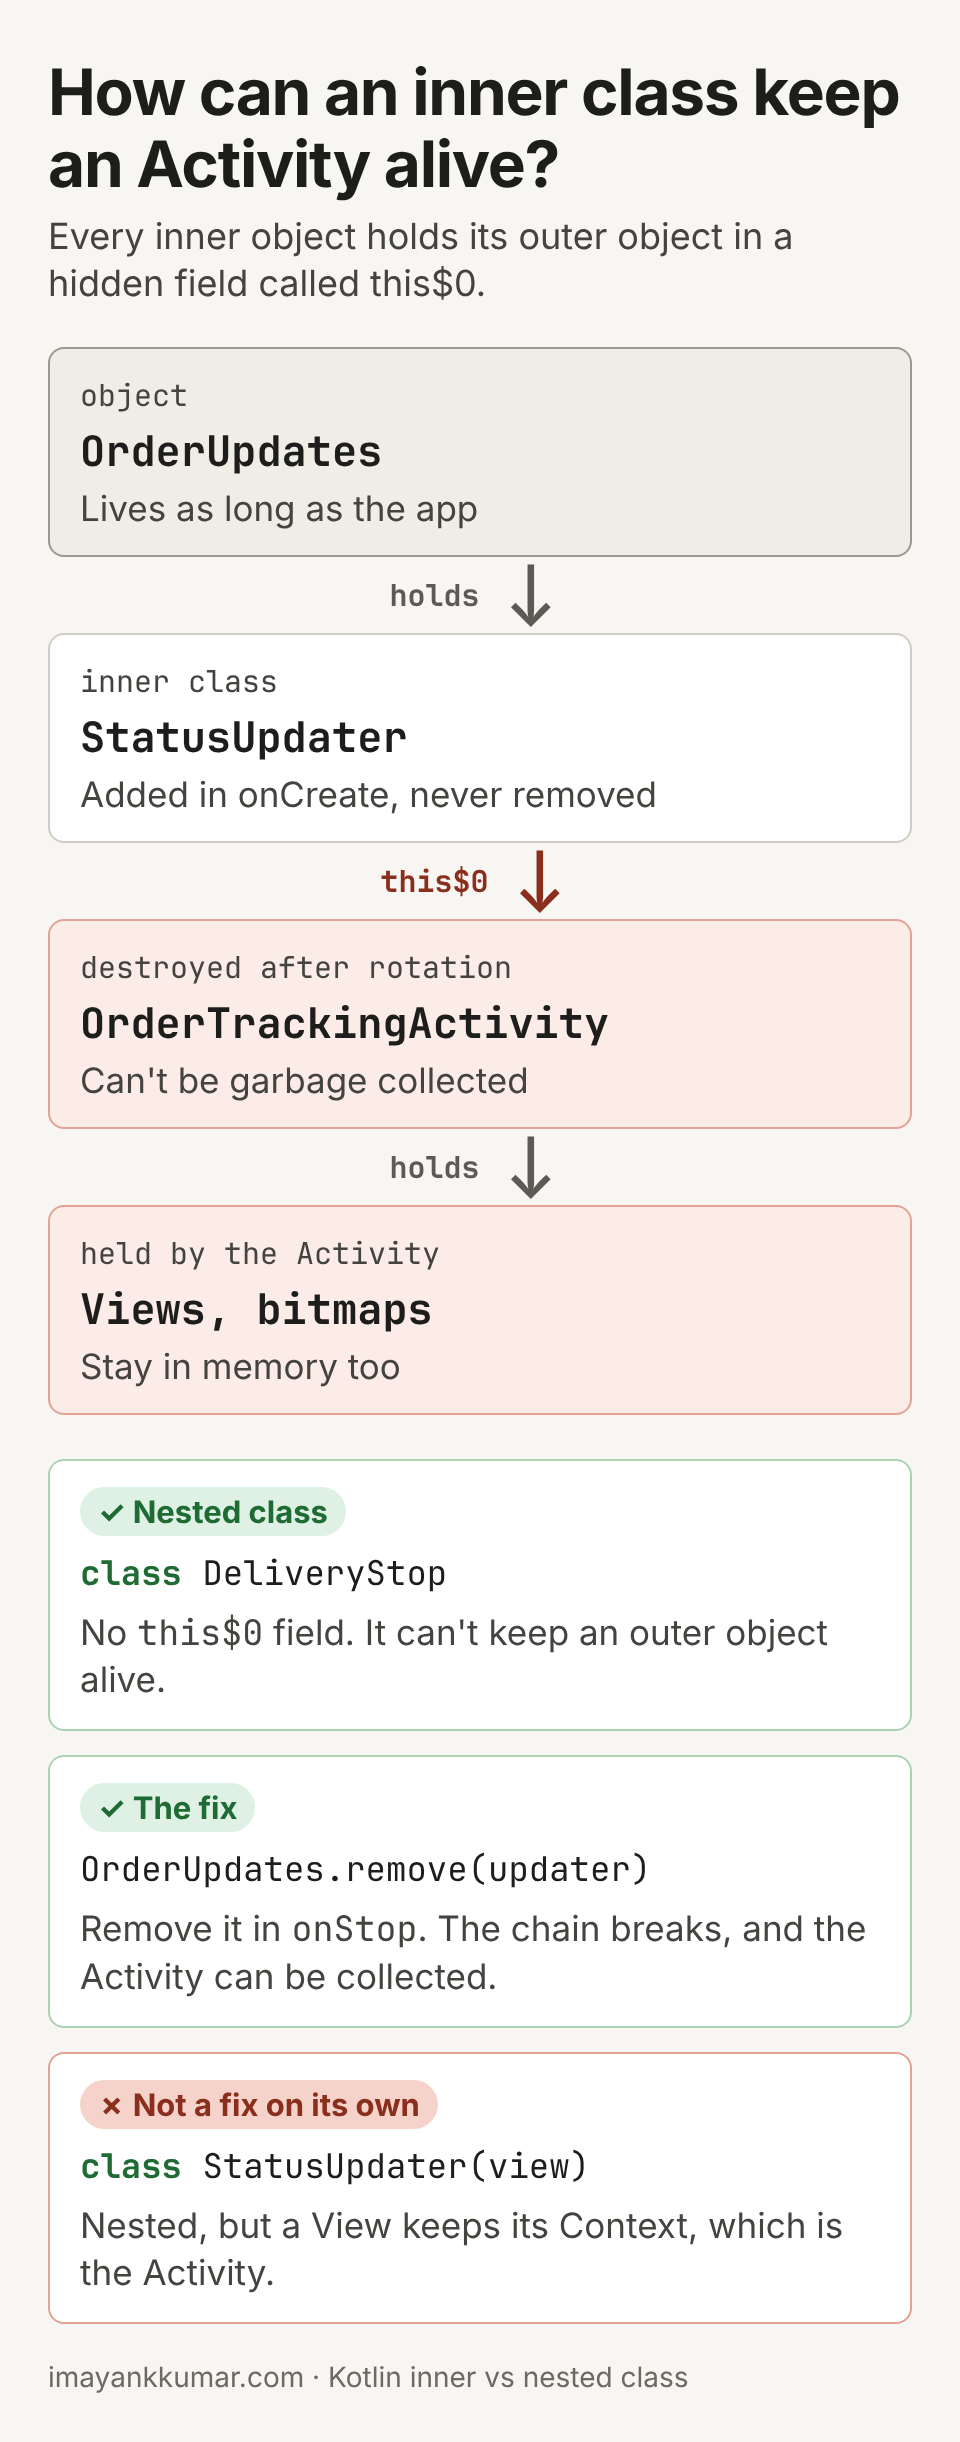 How can an inner class keep
an Activity alive?
Every inner object holds its outer object in a
hidden field called this$0.
object
OrderUpdates
Lives as long as the app
holds
inner class
StatusUpdater
Added in onCreate, never removed
this$0
destroyed after rotation
OrderTrackingActivity
Can't be garbage collected
holds
held by the Activity
Views, bitmaps
Stay in memory too
✓ Nested class
class DeliveryStop
No this$0 field. It can't keep an outer object
alive.
✓ The fix
OrderUpdates.remove(updater)
Remove it in onStop. The chain breaks, and the
Activity can be collected.
× Not a fix on its own
class StatusUpdater(view)
Nested, but a View keeps its Context, which is
the Activity.
imayankkumar.com · Kotlin inner vs nested class